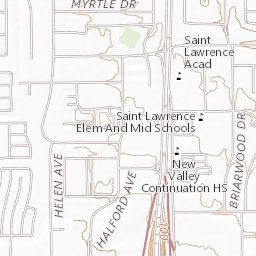 MYRTLE DR
Saint
Lawrence
Acad
Saint Lawrence
Elem And Mid Schools
New
Valley
Continuation HS
HELEN AVE
HALFORD AVE
BRIARWOOD DR